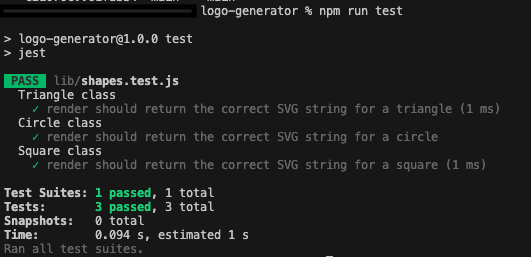 logo-generator % npm run test
> logo-generator@1.0.0 test
> jest
PASS lib/shapes.test.js
Triangle class
✓ render should return the correct SVG string for a triangle (1 ms)
Circle class
✓ render should return the correct SVG string for a circle
Square class
✓ render should return the correct SVG string for a square (1 ms)
Test Suites: 1 passed, 1 total
Tests: 3 passed, 3 total
Snapshots: 0 total
Time: 0.094 s, estimated 1 s
Ran all test suites.